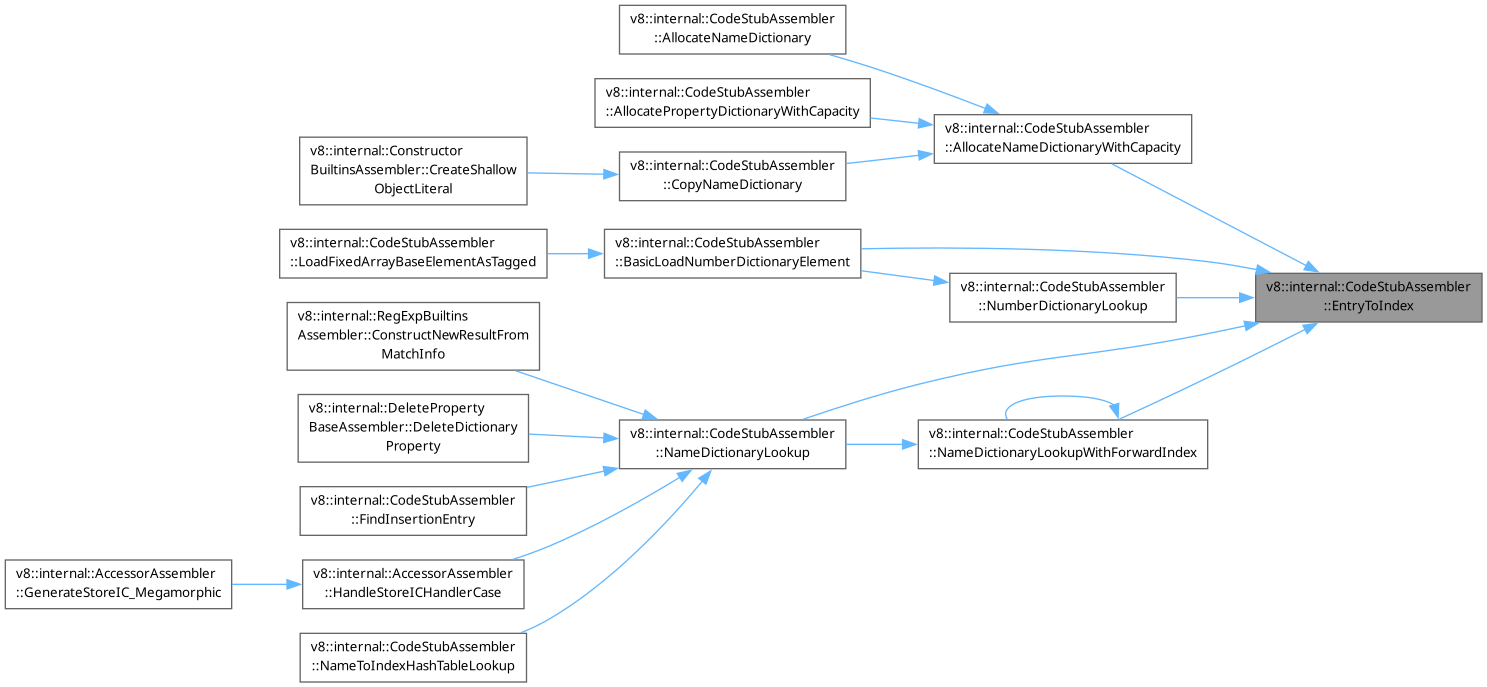 v8::internal::CodeStubAssembler
::AllocateNameDictionary
v8::internal::CodeStubAssembler
::AllocatePropertyDictionaryWithCapacity
v8::internal::CodeStubAssembler
::AllocateNameDictionaryWithCapacity
v8::internal::Constructor
BuiltinsAssembler::CreateShallow
ObjectLiteral
v8::internal::CodeStubAssembler
::CopyNameDictionary
v8::internal::CodeStubAssembler
::LoadFixedArrayBaseElementAsTagged
v8::internal::CodeStubAssembler
::BasicLoadNumberDictionaryElement
v8::internal::CodeStubAssembler
::NumberDictionaryLookup
v8::internal::CodeStubAssembler
::EntryToIndex
v8::internal::RegExpBuiltins
Assembler::ConstructNewResultFrom
MatchInfo
v8::internal::DeleteProperty
BaseAssembler::DeleteDictionary
Property
v8::internal::CodeStubAssembler
::NameDictionaryLookup
v8::internal::CodeStubAssembler
::NameDictionaryLookupWithForwardIndex
v8::internal::CodeStubAssembler
::FindInsertionEntry
v8::internal::AccessorAssembler
::GenerateStoreIC_Megamorphic
v8::internal::AccessorAssembler
::HandleStoreICHandlerCase
v8::internal::CodeStubAssembler
::NameToIndexHashTableLookup